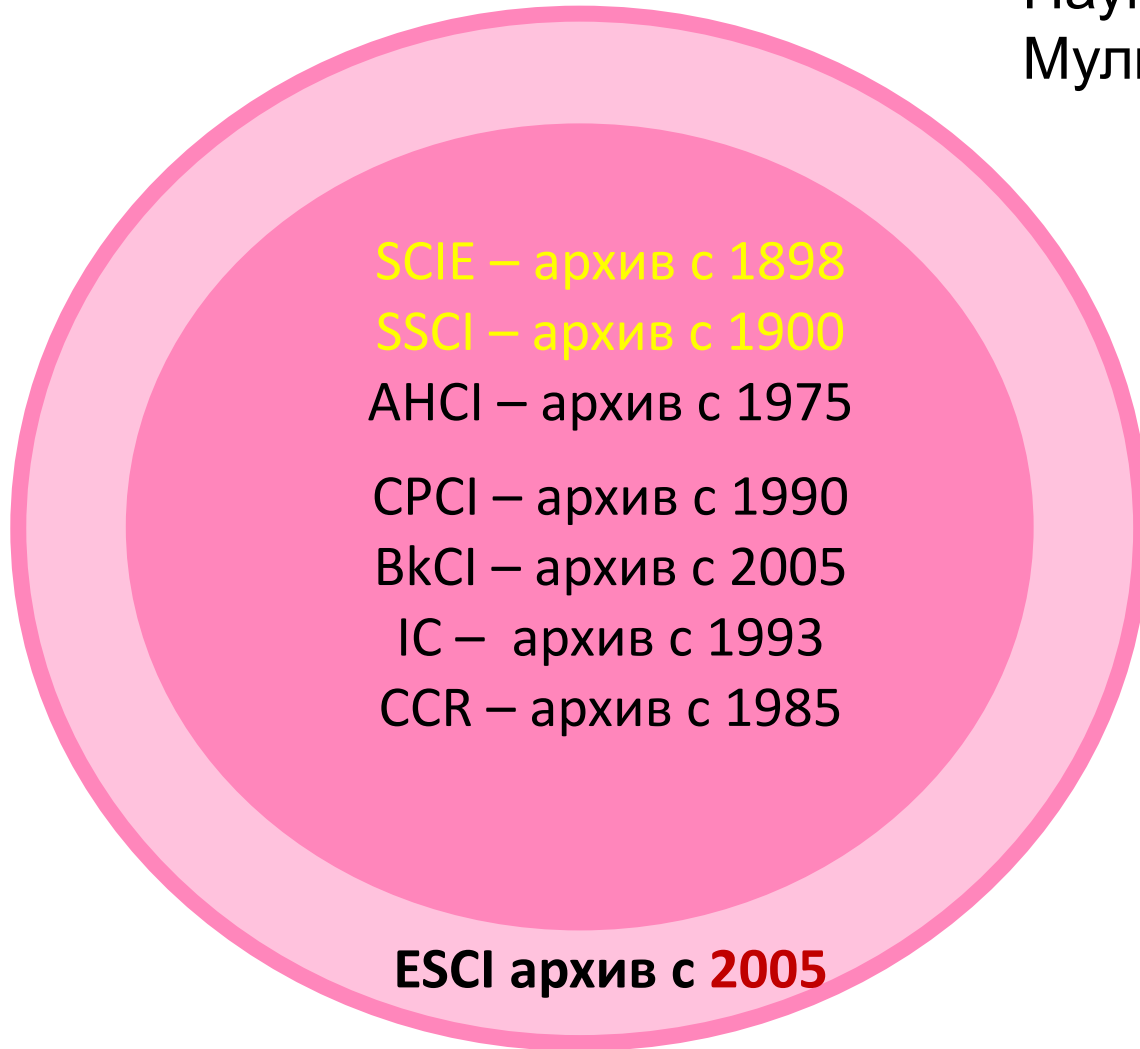 SCIE – архив с 1898
SSCI – архив с 1900
AHCI – архив с 1975
CPCI – архив с 1990
BkCI – архив с 2005
IC – архив с 1993
CCR – архив с 1985
ESCI архив с 2005